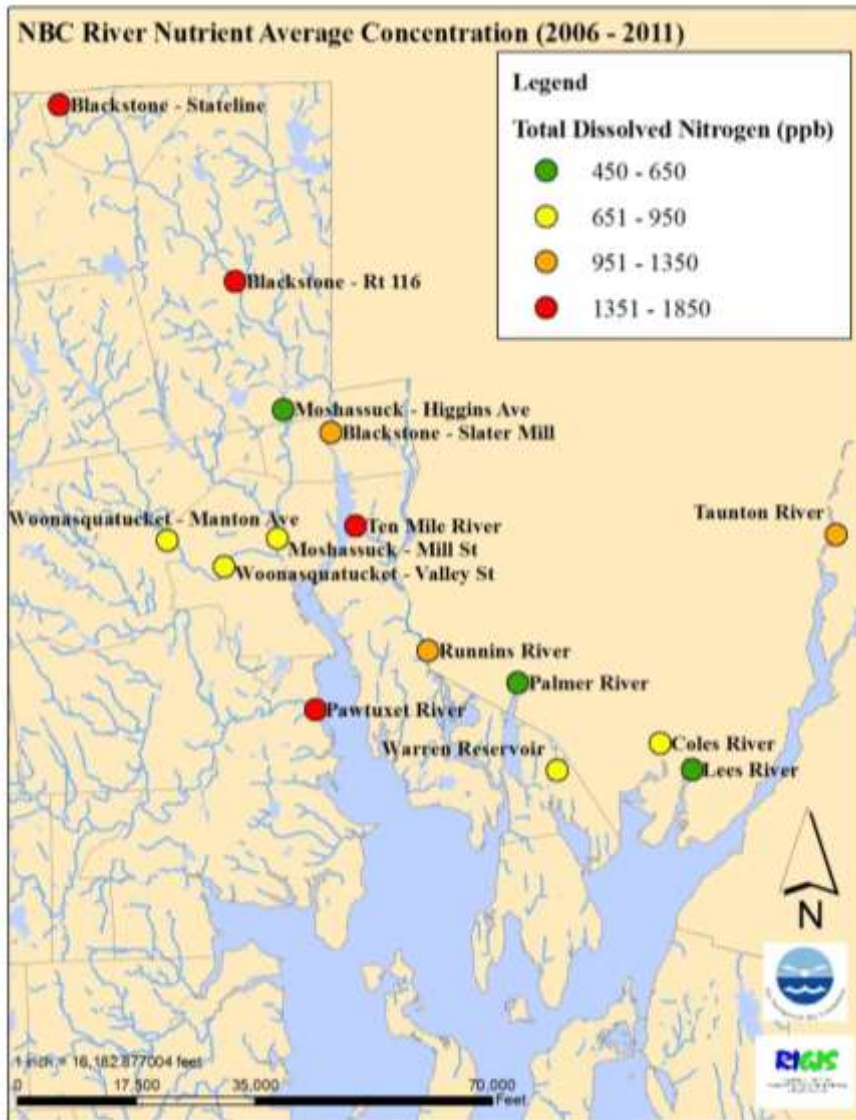 NBC River Nutrient Average Concentration (2006 - 2011)
Legend
Total Dissolved Nitrogen (ppb)
450 - 650
651 - 950
951 - 1350
1351 - 1850
Blackstone - Stateline
Blackstone - Rt 116
Moshassuck - Higgins Ave
Blackstone - Slater Mill
Woonasquatucket - Manton Ave
Ten Mile River
Taunton River
Moshassuck - Mill St
Woonasquatucket - Valley St
Runnins River
Palmer River
Pawtuxet River
Warren Reservoir
Coles River
Lees River
N
1 inch = 16,182.877004 feet
0 17,500 35,000 70,000
Feet
RIGIS